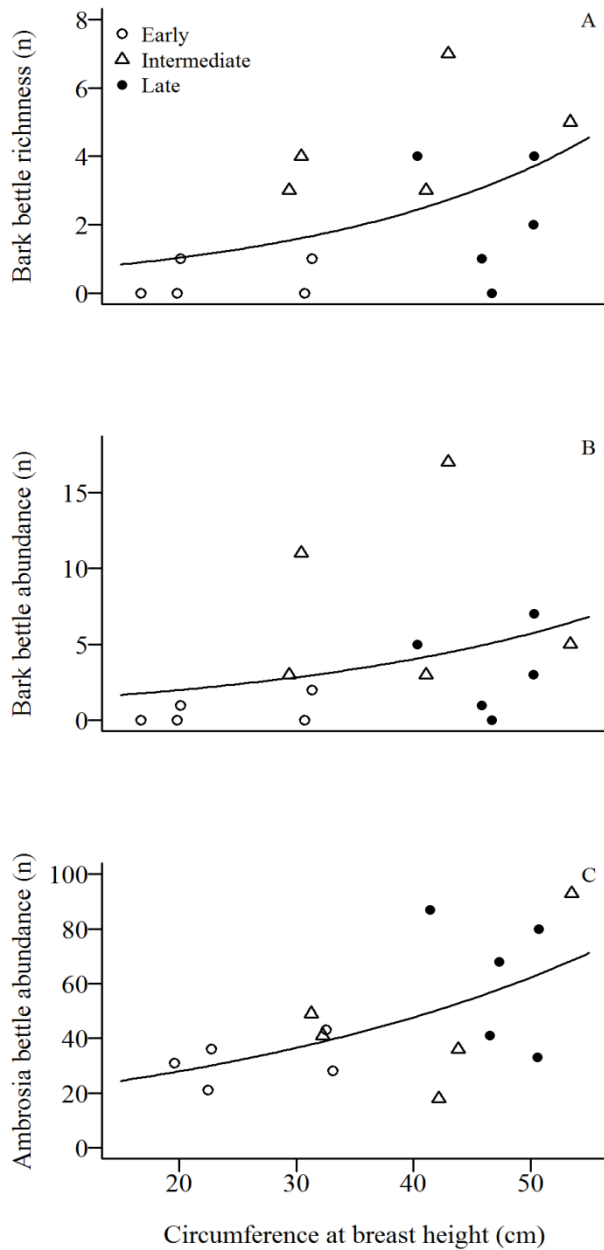 A
Early
Intermediate
Late
Bark bettle richnness (n)
8
6
4
2
0
B
Bark bettle abundance (n)
15
10
5
0
C
Ambrosia bettle abundance (n)
100
80
60
40
20
0
20 30 40 50
Circumference at breast height (cm)